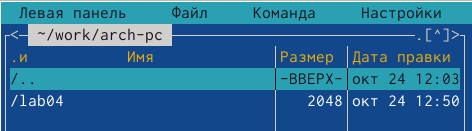 Левая панель Файл Команда Настройки
<─ ~/work/arch-pc .[^]>
.и Имя Размер Дата правки
/.. -ВВЕРХ- окт 24 12:03
/lab04 2048 окт 24 12:50